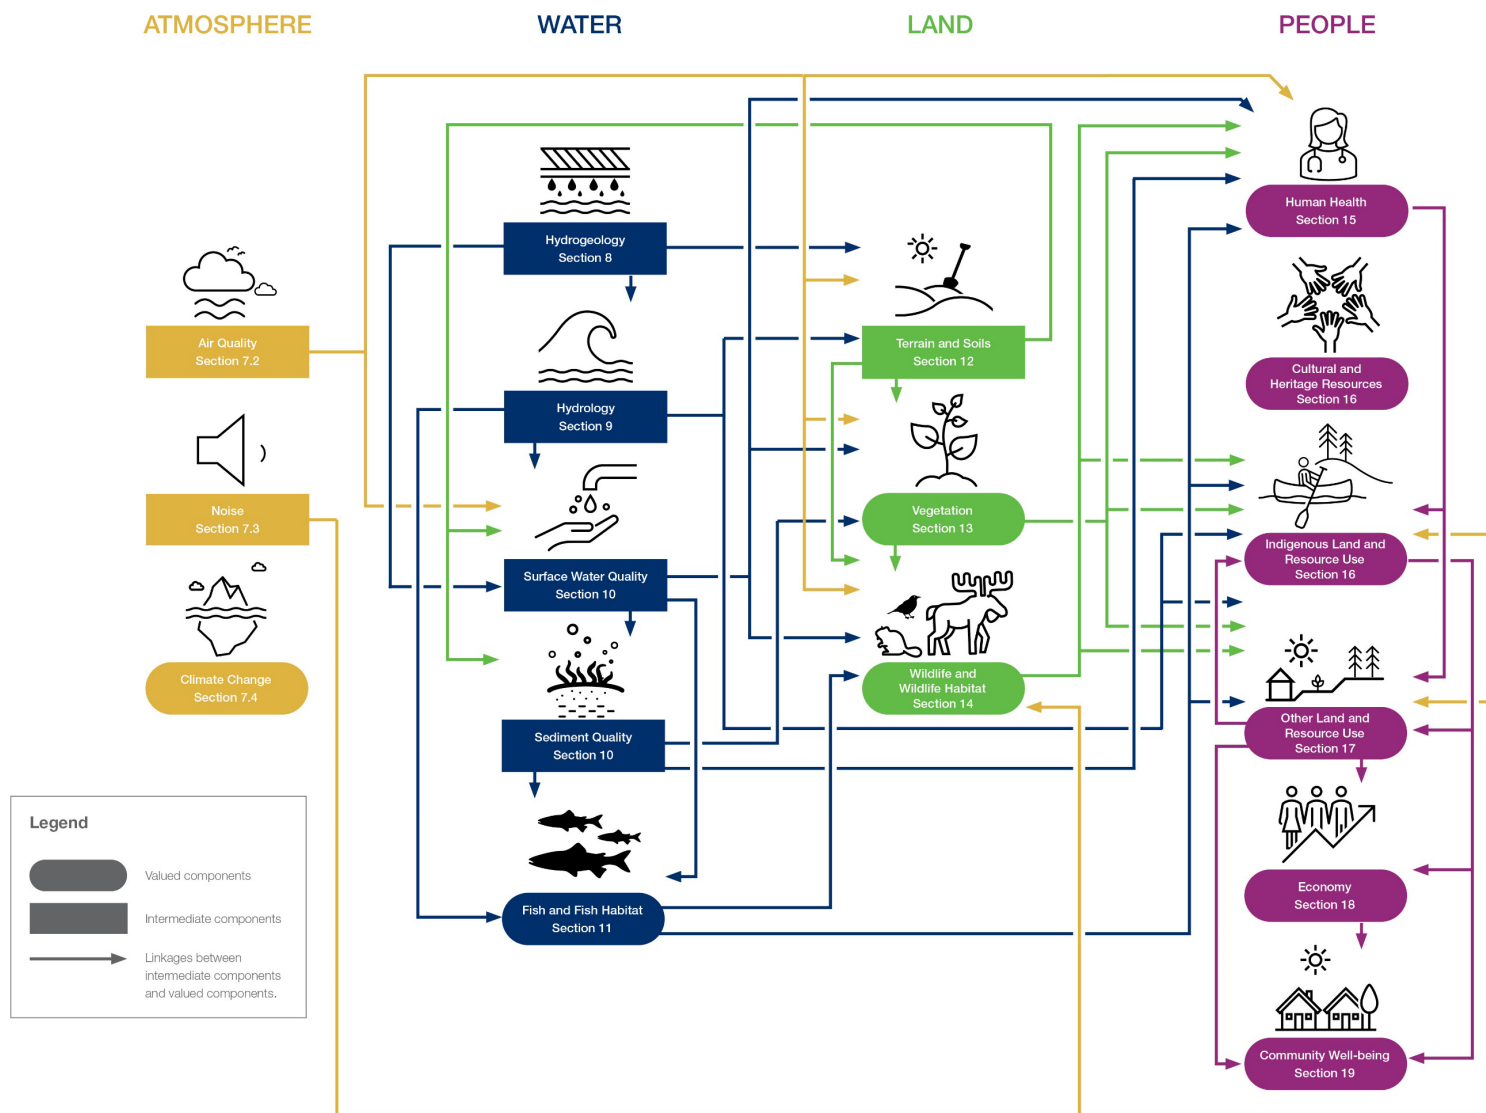 ATMOSPHERE
Air Quality
Section 7.2
Noise
Section 7.3
Climate Change
Section 7.4
WATER
Hydrogeology
Section 8
Hydrology
Section 9
Surface Water Quality
Section 10
Sediment Quality
Section 10
Fish and Fish Habitat
Section 11
LAND
Terrain and Soils
Section 12
Vegetation
Section 13
Wildlife and
Wildlife Habitat
Section 14
PEOPLE
Human Health
Section 15
Cultural and
Heritage Resources
Section 16
Indigenous Land and
Resource Use
Section 16
Other Land and
Resource Use
Section 17
Economy
Section 18
Community Well-being
Section 19
Legend
Valued components
Intermediate components
Linkages between
intermediate components
and valued components.